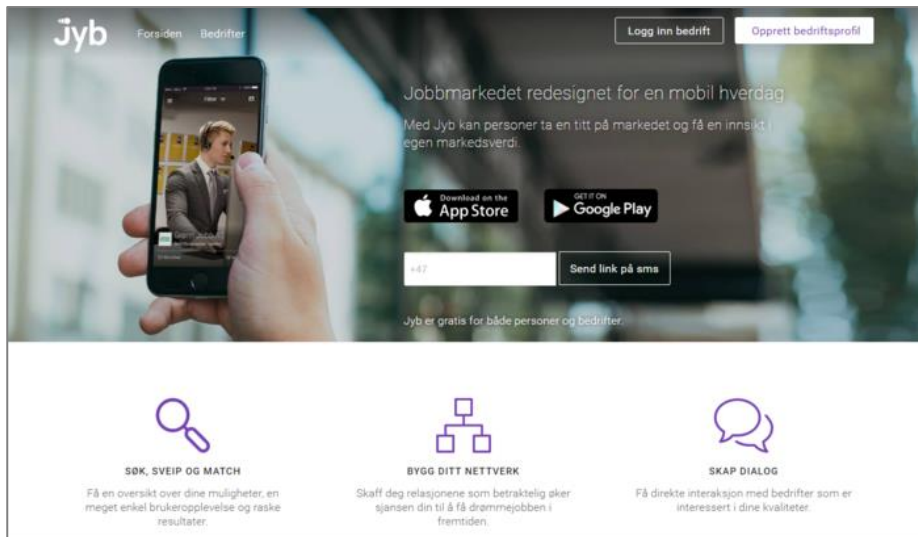 Jyb
Forsiden Bedrifter
Logg inn bedrift
Opprett bedriftsprofil
Filter
Jobbmarkedet redesignet for en mobil hverdag
Med Jyb kan personer ta en titt på markedet og få en innsikt i
egen markedsverdi.
Download on the
App Store
GET IT ON
Google Play
+47
Send link på sms
Jyb er gratis for både personer og bedrifter.
SØK, SVEIP OG MATCH
Få en oversikt over dine muligheter, en
meget enkel brukeropplevelse og raske
resultater.
BYGG DITT NETTVERK
Skaff deg relasjonene som betraktelig øker
sjansen din til å få drømmejobben i
fremtiden.
SKAP DIALOG
Få direkte interaksjon med bedrifter som er
interessert i dine kvaliteter.